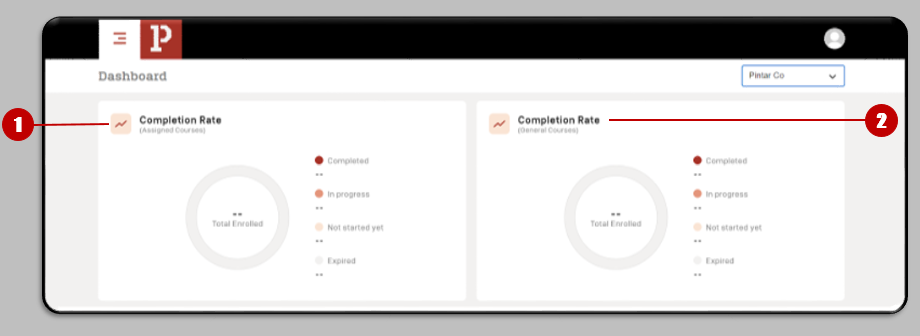 P
Dashboard
Pintar Co
1
Completion Rate
(Assigned Courses)
Completed
--
In progress
--
Not started yet
--
Expired
--
--
Total Enrolled
2
Completion Rate
(General Courses)
Completed
--
In progress
--
Not started yet
--
Expired
--
--
Total Enrolled